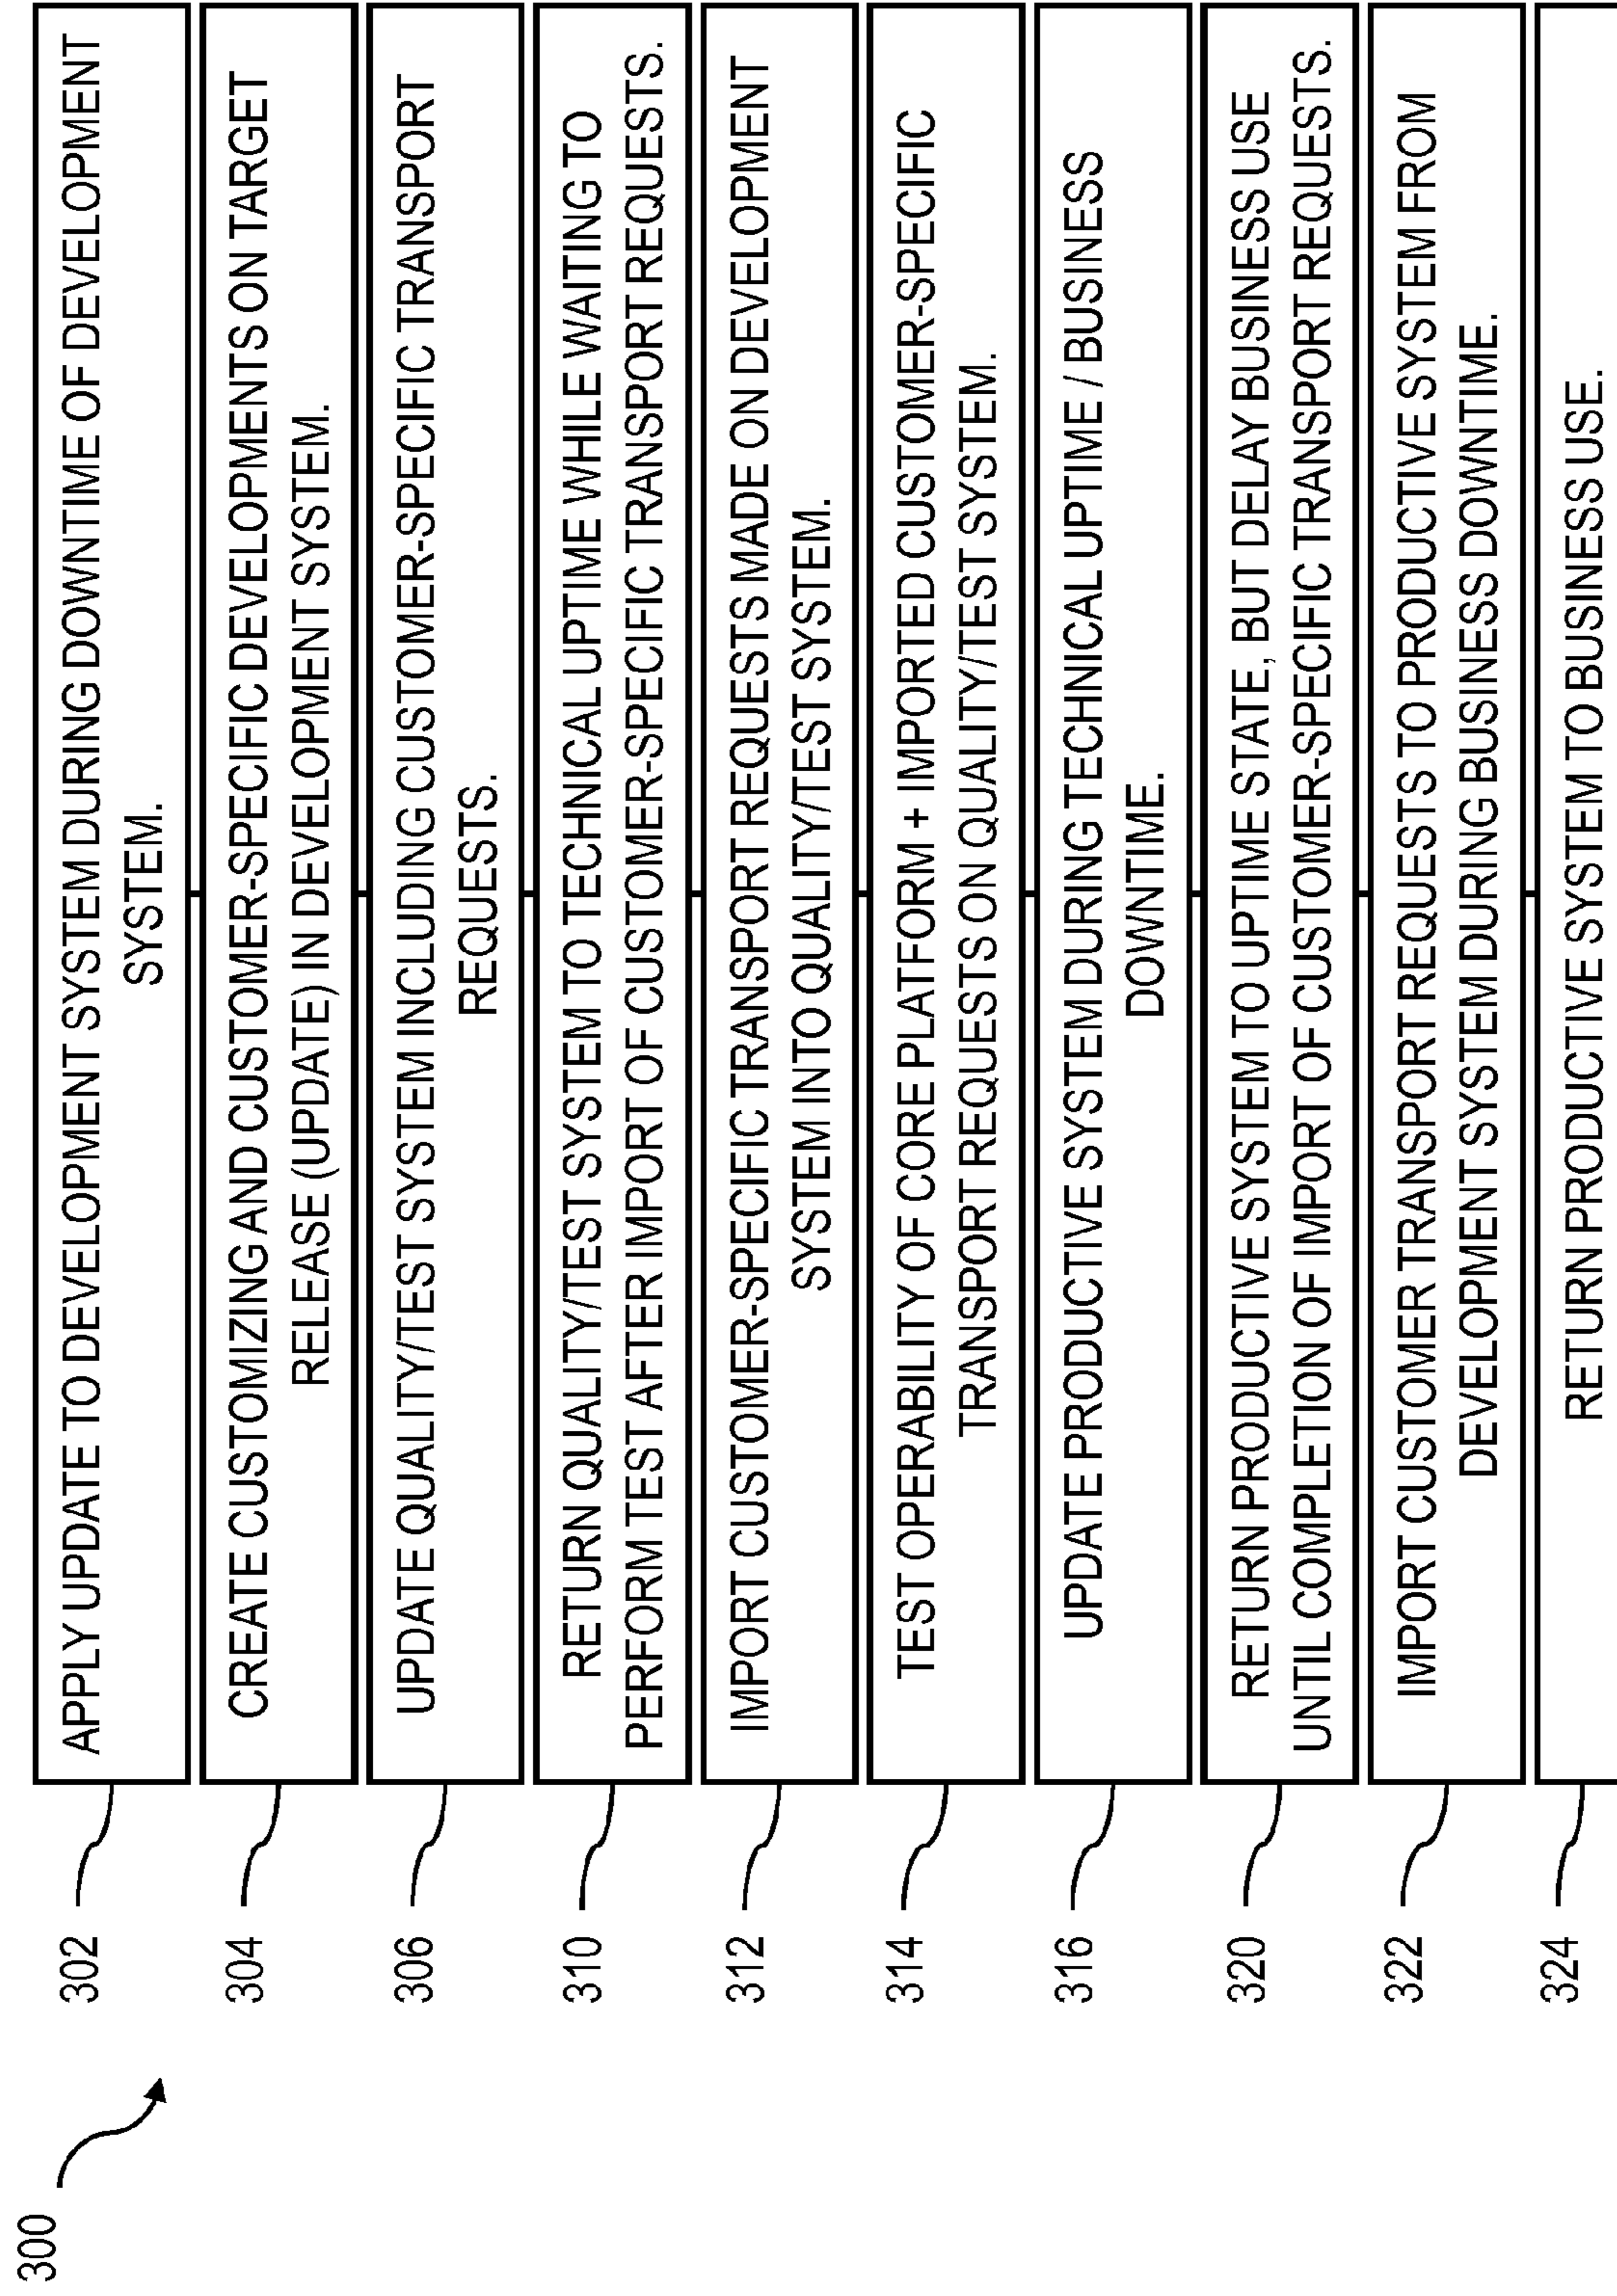 300
302
APPLY UPDATE TO DEVELOPMENT SYSTEM DURING DOWNTIME OF DEVELOPMENT
SYSTEM.
304
CREATE CUSTOMIZING AND CUSTOMER-SPECIFIC DEVELOPMENTS ON TARGET
RELEASE (UPDATE) IN DEVELOPMENT SYSTEM.
306
UPDATE QUALITY/TEST SYSTEM INCLUDING CUSTOMER-SPECIFIC TRANSPORT
REQUESTS.
310
RETURN QUALITY/TEST SYSTEM TO TECHNICAL UPTIME WHILE WAITING TO
PERFORM TEST AFTER IMPORT OF CUSTOMER-SPECIFIC TRANSPORT REQUESTS.
312
IMPORT CUSTOMER-SPECIFIC TRANSPORT REQUESTS MADE ON DEVELOPMENT
SYSTEM INTO QUALITY/TEST SYSTEM.
314
TEST OPERABILITY OF CORE PLATFORM + IMPORTED CUSTOMER-SPECIFIC
TRANSPORT REQUESTS ON QUALITY/TEST SYSTEM.
316
UPDATE PRODUCTIVE SYSTEM DURING TECHNICAL UPTIME / BUSINESS
DOWNTIME.
320
RETURN PRODUCTIVE SYSTEM TO UPTIME STATE, BUT DELAY BUSINESS USE
UNTIL COMPLETION OF IMPORT OF CUSTOMER-SPECIFIC TRANSPORT REQUESTS.
322
IMPORT CUSTOMER TRANSPORT REQUESTS TO PRODUCTIVE SYSTEM FROM
DEVELOPMENT SYSTEM DURING BUSINESS DOWNTIME.
324
RETURN PRODUCTIVE SYSTEM TO BUSINESS USE.